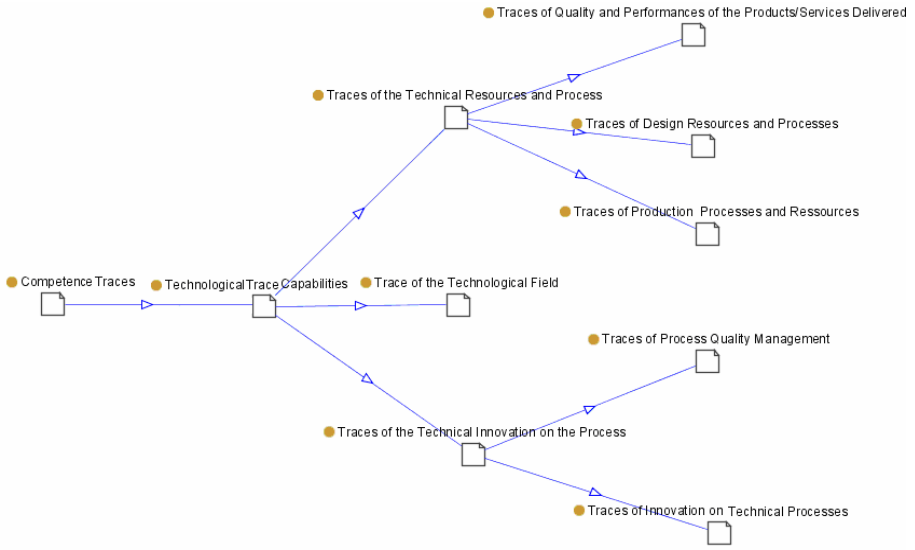 Traces of Quality and Performances of the Products/Services Delivered
Traces of the Technical Resources and Process
Traces of Design Resources and Processes
Traces of Production Processes and Ressources
Competence Traces
TechnologicalTraceCapabilities
Trace of the Technological Field
Traces of Process Quality Management
Traces of the Technical Innovation on the Process
Traces of Innovation on Technical Processes